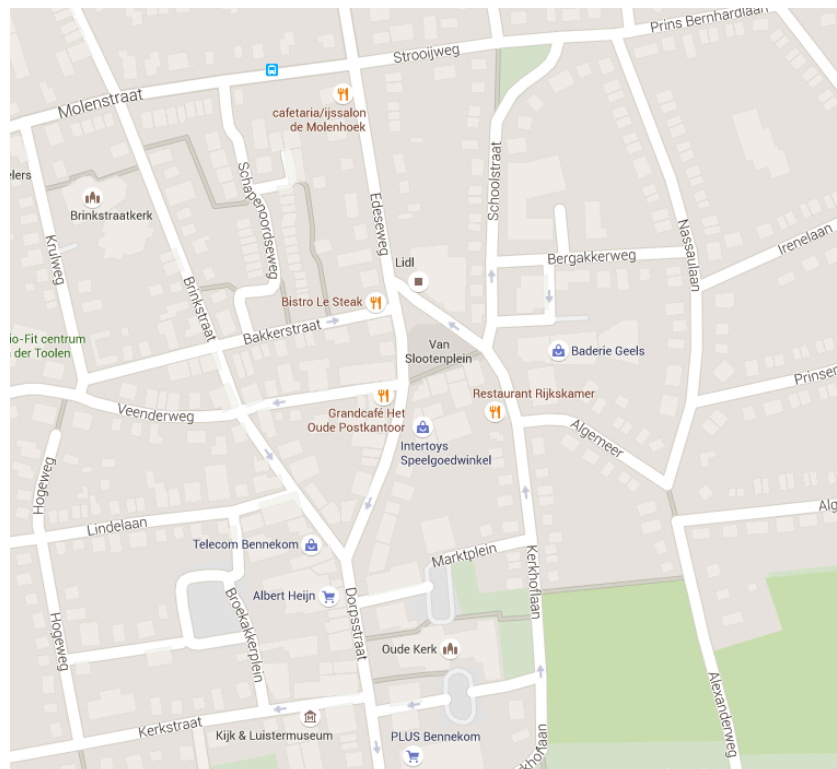 Prins Bernhardlaan
Strooijweg
Molenstraat
cafetaria/ijssalon
de Molenhoek
elers
Brinkstraatkerk
Schapenoordseweg
Edeseweg
Schoolstraat
Krulweg
Brinkstraat
Lidl
Bergakkerweg
Nassaulaan
Irenelaan
Bistro Le Steak
Bakkerstraat
io-Fit centrum
der Toolen
Van
Slootenplein
Baderie Geels
Prinsen
Veenderweg
Grandcafé Het
Oude Postkantoor
Restaurant Rijkskamer
Intertoys
Speelgoedwinkel
Algemeer
Hogeweg
Lindelaan
Alg
Telecom Bennekom
Marktplein
Kerkhoflaan
Albert Heijn
Broekakkerplein
Dorpsstraat
Hogeweg
Oude Kerk
Alexanderweg
Kerkstraat
Kijk & Luistermuseum
PLUS Bennekom
rkhoflaan